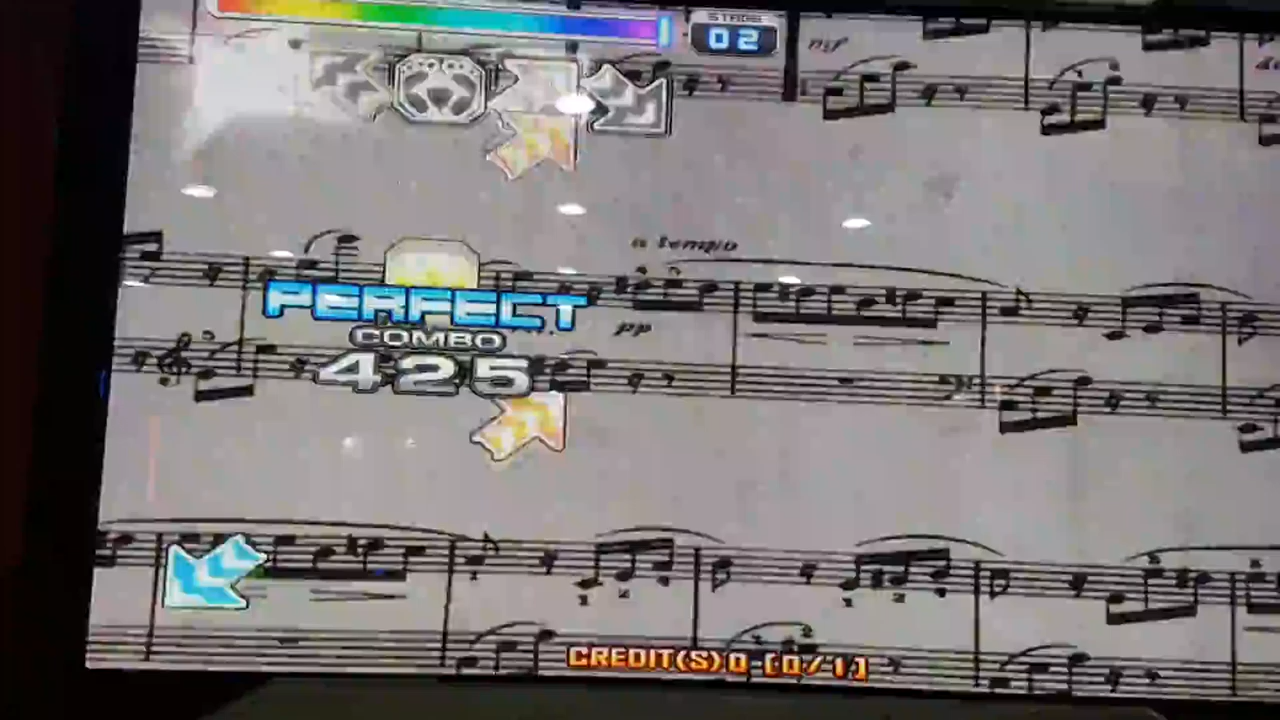 STAGE
02
mf
a tempo
PERFECT
pp
COMBO
425
CREDIT(S) 0 [0/1]